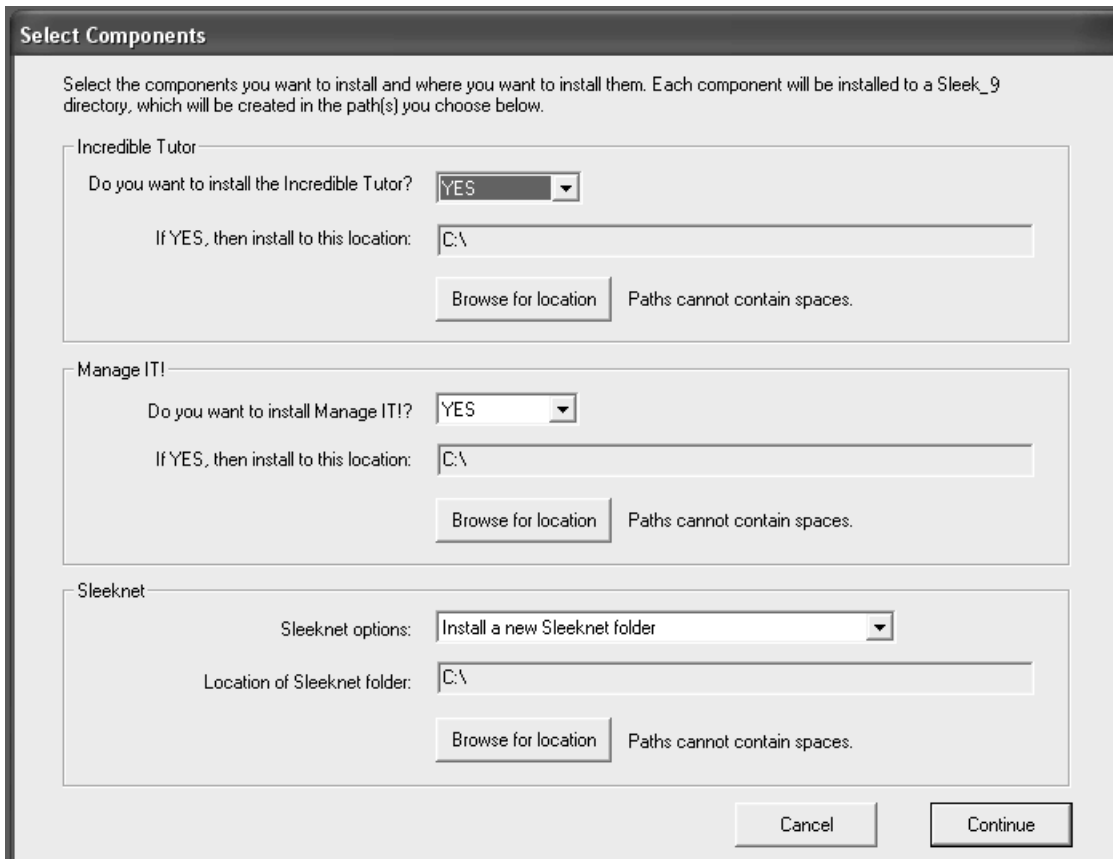 Select Components
Select the components you want to install and where you want to install them. Each component will be installed to a Sleek_9
directory, which will be created in the path(s) you choose below.
Incredible Tutor
Do you want to install the Incredible Tutor? YES
If YES, then install to this location: C:\
Browse for location Paths cannot contain spaces.
Manage IT!
Do you want to install Manage IT!? YES
If YES, then install to this location: C:\
Browse for location Paths cannot contain spaces.
Sleeknet
Sleeknet options: Install a new Sleeknet folder
Location of Sleeknet folder: C:\
Browse for location Paths cannot contain spaces.
Cancel Continue